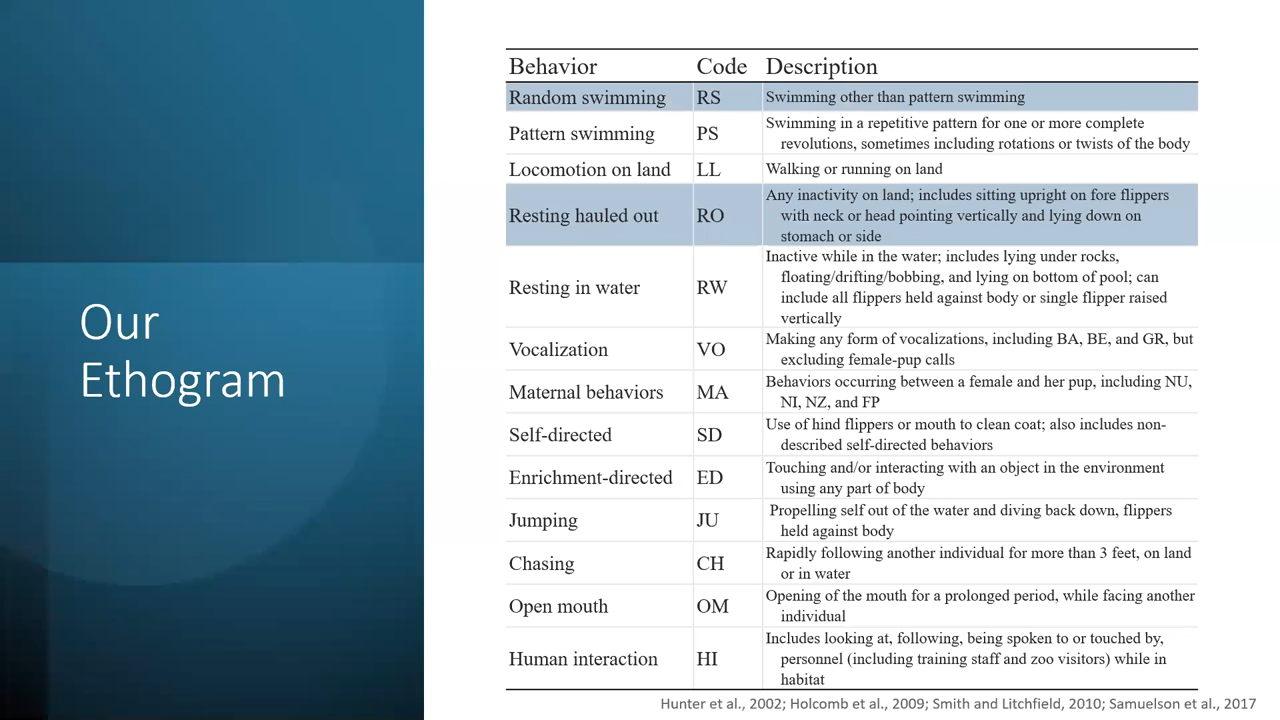 Our
Ethogram
Behavior Code Description
Random swimming RS Swimming other than pattern swimming
Pattern swimming PS Swimming in a repetitive pattern for one or more complete
revolutions, sometimes including rotations or twists of the body
Locomotion on land LL Walking or running on land
Resting hauled out RO Any inactivity on land; includes sitting upright on fore flippers
with neck or head pointing vertically and lying down on
stomach or side
Resting in water RW Inactive while in the water; includes lying under rocks,
floating/drifting/bobbing, and lying on bottom of pool; can
include all flippers held against body or single flipper raised
vertically
Vocalization VO Making any form of vocalizations, including BA, BE, and GR, but
excluding female-pup calls
Maternal behaviors MA Behaviors occurring between a female and her pup, including NU,
NI, NZ, and FP
Self-directed SD Use of hind flippers or mouth to clean coat; also includes non-
described self-directed behaviors
Enrichment-directed ED Touching and/or interacting with an object in the environment
using any part of body
Jumping JU Propelling self out of the water and diving back down, flippers
held against body
Chasing CH Rapidly following another individual for more than 3 feet, on land
or in water
Open mouth OM Opening of the mouth for a prolonged period, while facing another
individual
Human interaction HI Includes looking at, following, being spoken to or touched by,
personnel (including training staff and zoo visitors) while in
habitat
Hunter et al., 2002; Holcomb et al., 2009; Smith and Litchfield, 2010; Samuelson et al., 2017